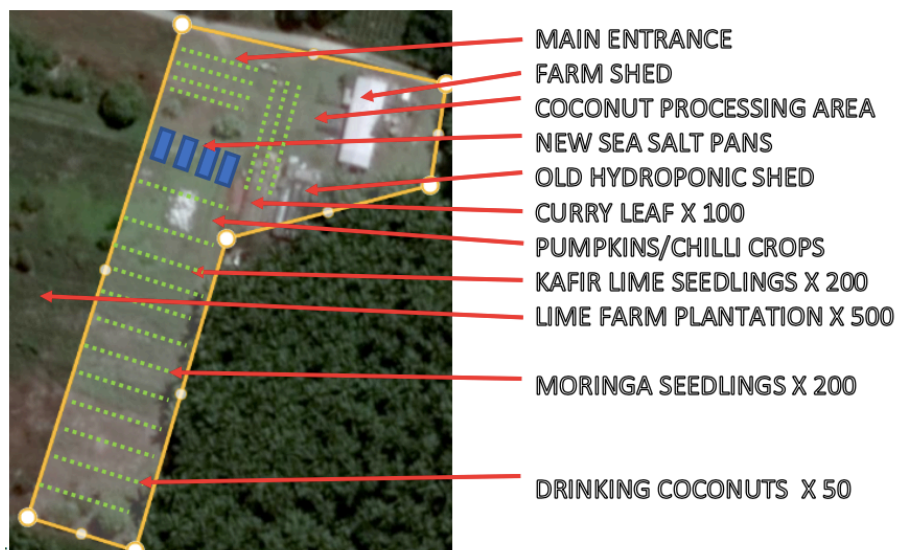 MAIN ENTRANCE
FARM SHED
COCONUT PROCESSING AREA
NEW SEA SALT PANS
OLD HYDROPONIC SHED
CURRY LEAF X 100
PUMPKINS/CHILLI CROPS
KAFIR LIME SEEDLINGS X 200
LIME FARM PLANTATION X 500
MORINGA SEEDLINGS X 200
DRINKING COCONUTS X 50